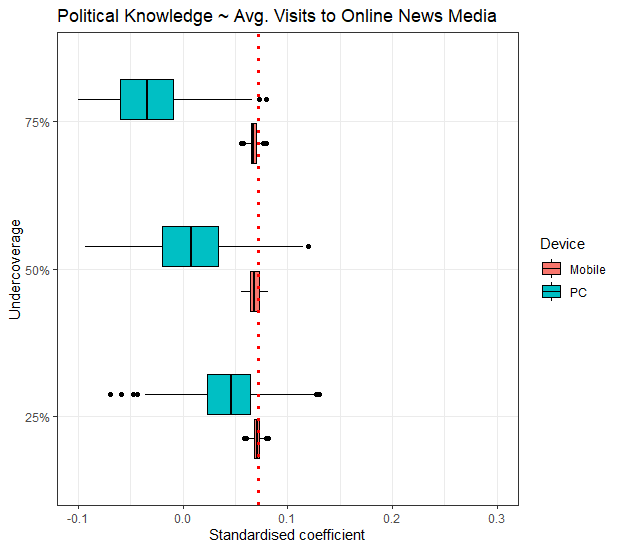 Political Knowledge ~ Avg. Visits to Online News Media
Undercoverage
75%
50%
25%
-0.1
0.0
0.1
0.2
0.3
Standardised coefficient
Device
Mobile
PC